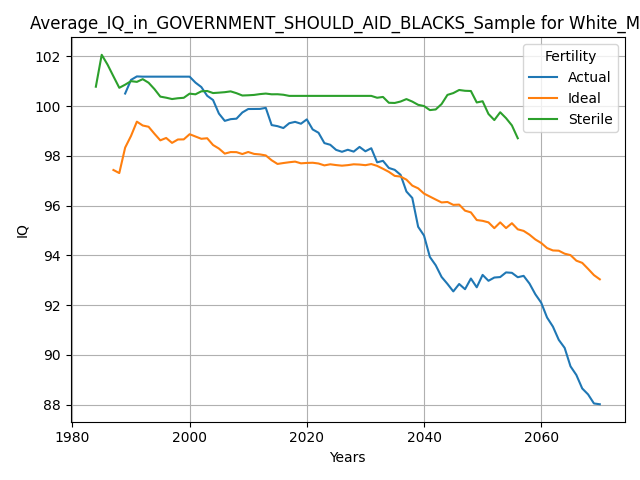 Average_IQ_in_GOVERNMENT_SHOULD_AID_BLACKS_Sample for White_M
Fertility
Actual
Ideal
Sterile
IQ
102
100
98
96
94
92
90
88
1980
2000
2020
2040
2060
Years